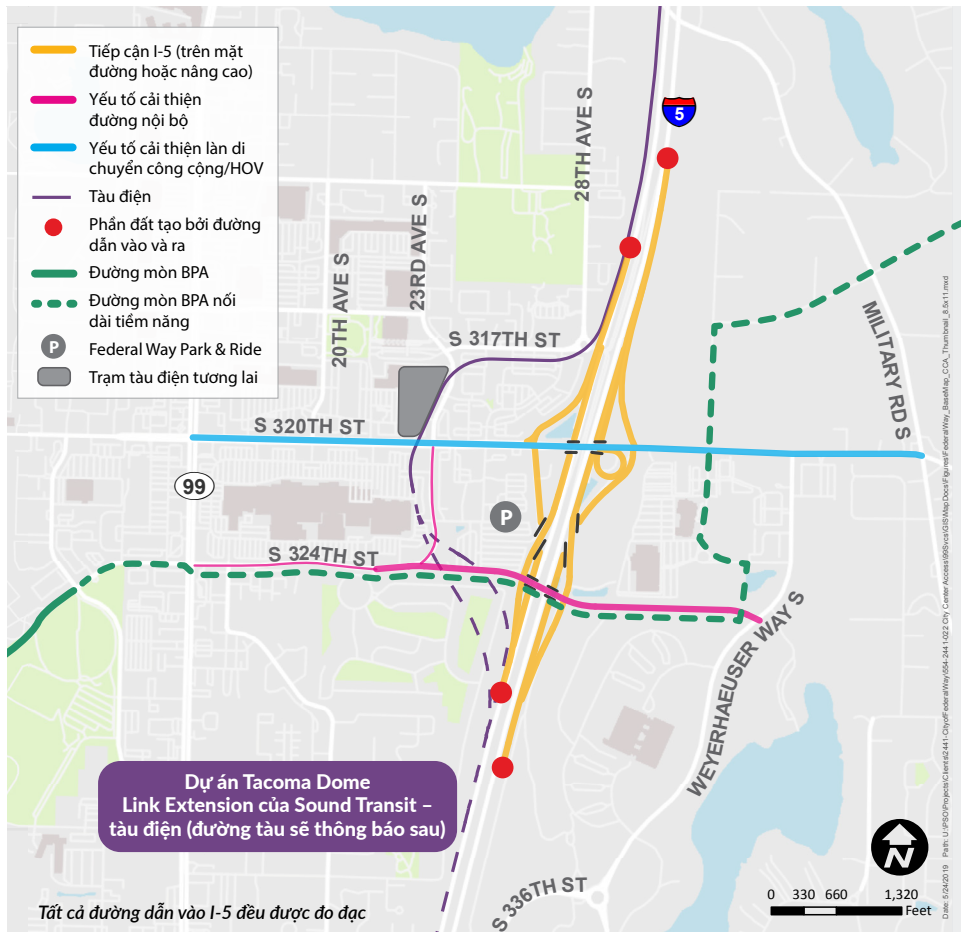 Tiếp cận I-5 (trên mặt
đường hoặc nâng cao)
Yếu tố cải thiện
đường nội bộ
Yếu tố cải thiện làn di
chuyển công cộng/HOV
Tàu điện
Phần đất tạo bởi đường
dẫn vào và ra
Đường mòn BPA
Đường mòn BPA nối
dài tiềm năng
P Federal Way Park & Ride
Trạm tàu điện tương lai
5
28TH AVE S
23RD AVE S
20TH AVE S
S 317TH ST
MILITARY RD S
S 320TH ST
99
P
S 324TH ST
WEYERHAEUSER WAY S
Dự án Tacoma Dome
Link Extension của Sound Transit –
tàu điện (đường tàu sẽ thông báo sau)
S 336TH ST
N
0 330 660 1,320
Feet
Tất cả đường dẫn vào I-5 đều được đo đạc